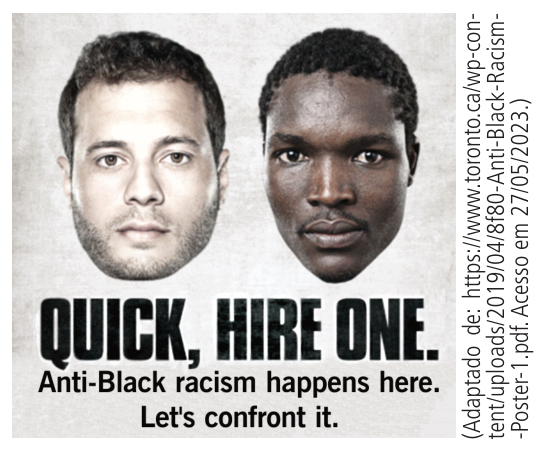 QUICK, HIRE ONE.
Anti-Black racism happens here.
Let's confront it.
(Adaptado de: https://www.toronto.ca/wp-con-
tent/uploads/2019/04/8f80-Anti-Black-Racism-
-Poster-1.pdf. Acesso em 27/05/2023.)